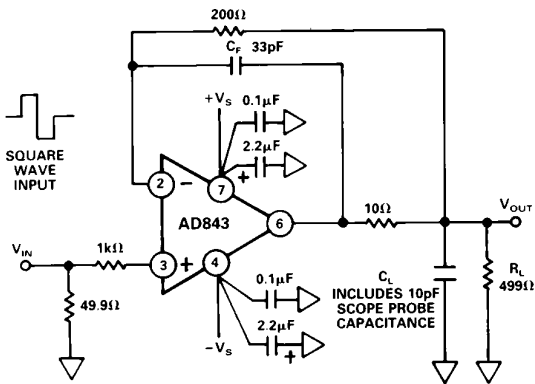 200Ω
CF 33pF
+VS
0.1μF
2.2μF
+
SQUARE
WAVE
INPUT
2
−
7
AD843
6
10Ω
VOUT
VIN
1kΩ
3
+
4
49.9Ω
0.1μF
2.2μF
+
−VS
CL
INCLUDES 10pF
SCOPE PROBE
CAPACITANCE
RL
499Ω